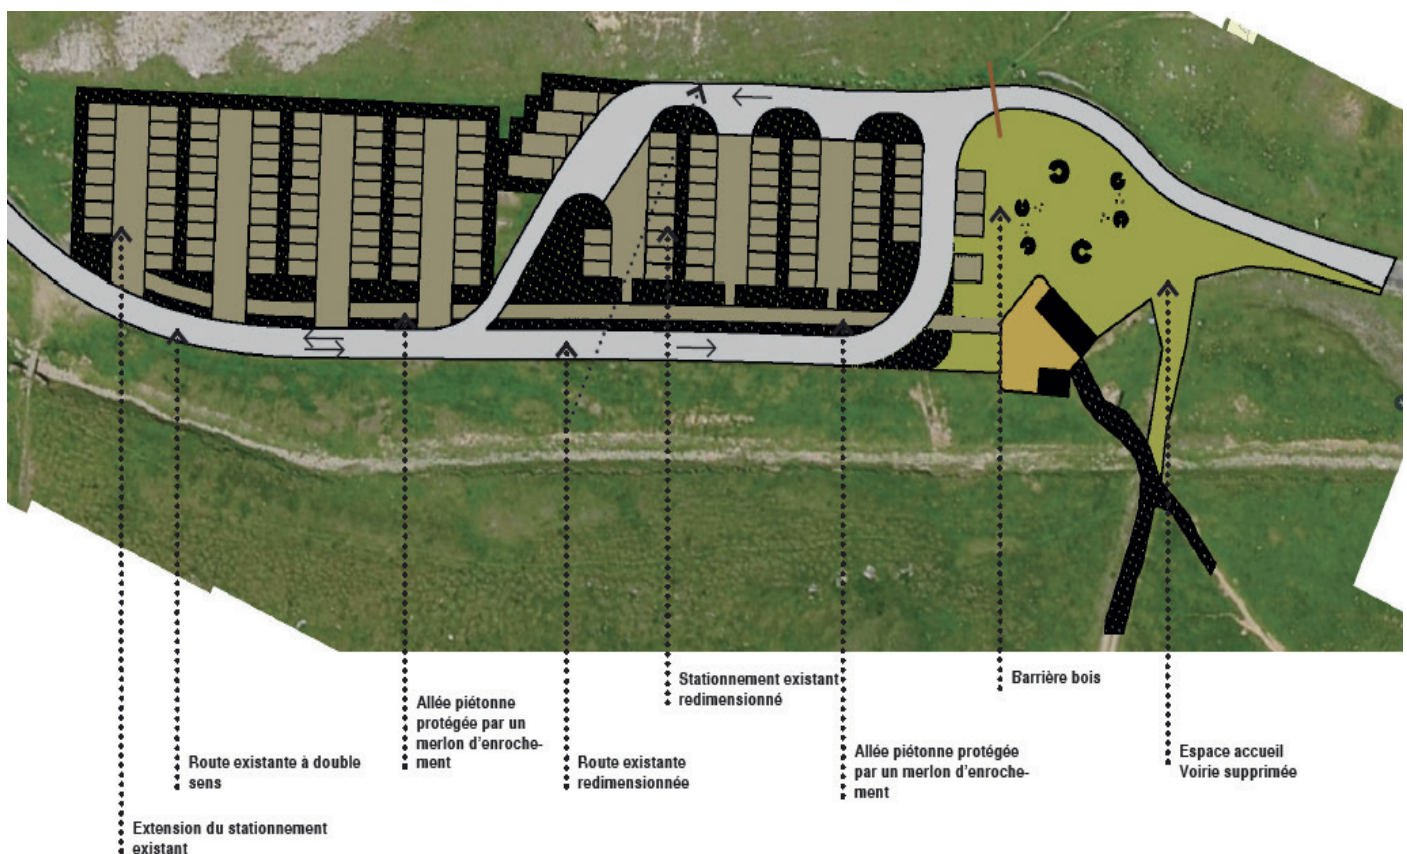 Extension du stationnement
existant
Route existante à double
sens
Allée piétonne
protégée par un
merlon d'enroche-
ment
Route existante
redimensionnée
Stationnement existant
redimensionné
Allée piétonne protégée
par un merlon d'enroche-
ment
Barrière bois
Espace accueil
Voirie supprimée